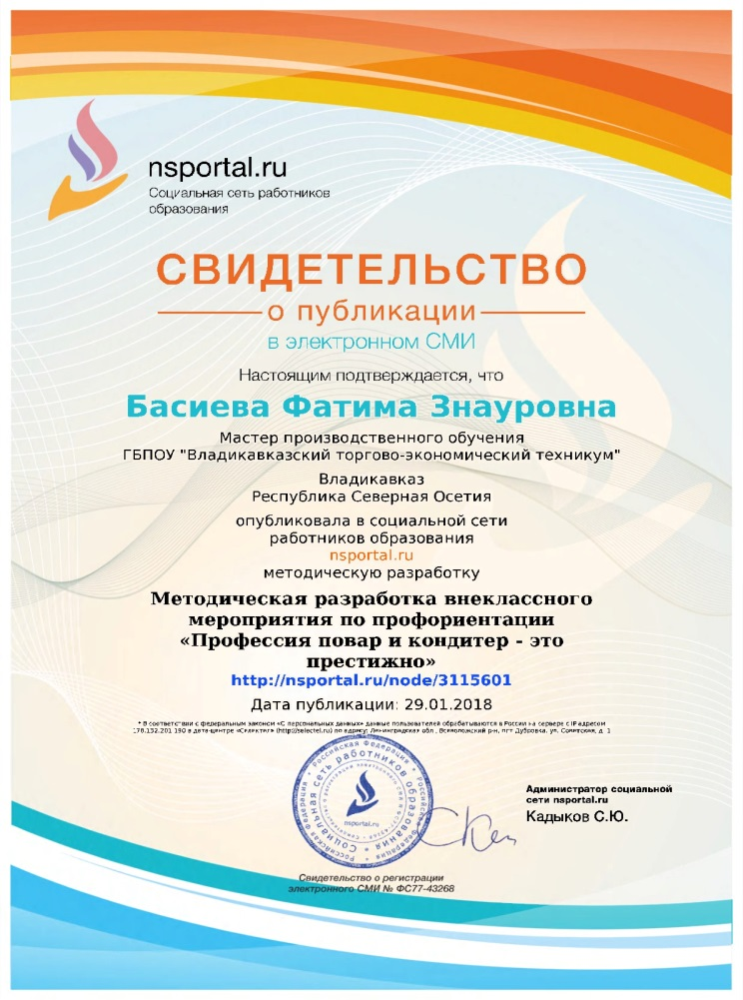 nsportal.ru
Социальная сеть работников
образования
СВИДЕТЕЛЬСТВО
о публикации
в электронном СМИ
Настоящим подтверждается, что
Басиева Фатима Знауровна
Мастер производственного обучения
ГБПОУ "Владикавказский торгово-экономический техникум"
Владикавказ
Республика Северная Осетия
опубликовала в социальной сети
работников образования
nsportal.ru
методическую разработку
Методическая разработка внеклассного
мероприятия по профориентации
«Профессия повар и кондитер - это
престижно»
http://nsportal.ru/node/3115601
Дата публикации: 29.01.2018
* В соответствии с федеральным законом «О персональных данных» данные пользователей обрабатываются в России на сервере с IP адресом
178.132.201.190 в дата-центре «Селектел» (http://selectel.ru) по адресу: Ленинградская обл., Всеволожский р-н, пгт Дубровка, ул. Советская, д. 1
Российская Федерация
Социальная сеть работников образования
nsportal.ru
Администратор социальной
сети nsportal.ru
Кадыков С.Ю.
Свидетельство о регистрации
электронного СМИ № ФС77-43268